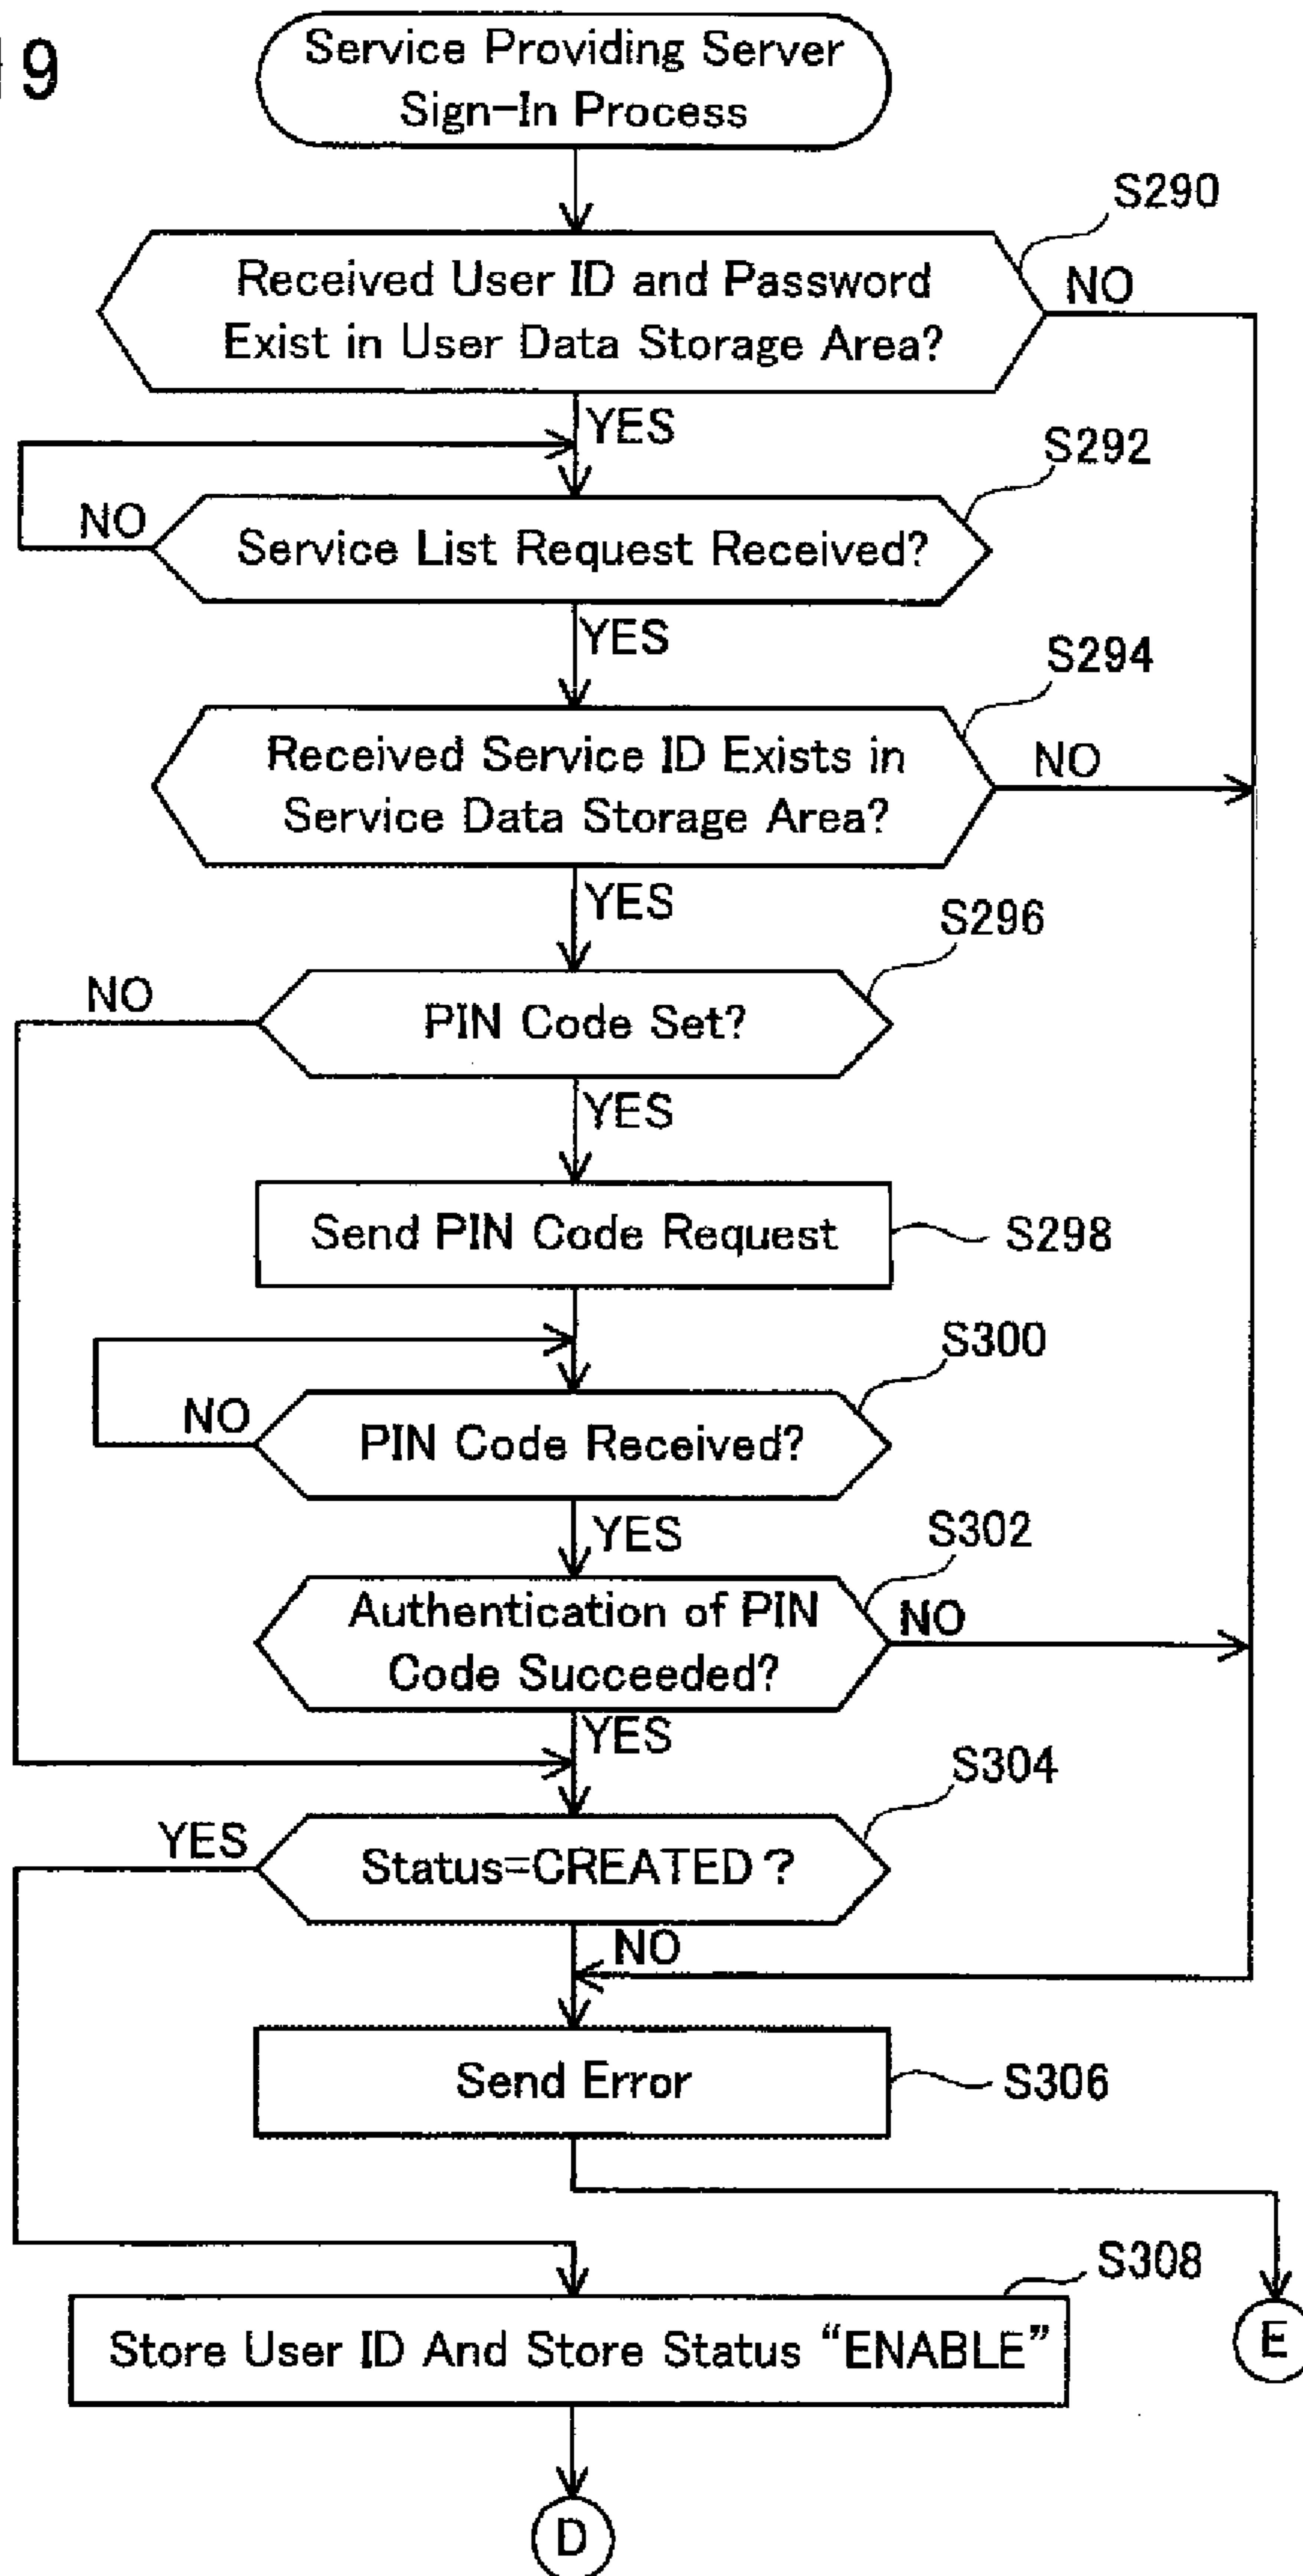 19
Service Providing Server
Sign-In Process
S290
Received User ID and Password
Exist in User Data Storage Area?
NO
YES
S292
NO
Service List Request Received?
YES
S294
Received Service ID Exists in
Service Data Storage Area?
NO
YES
S296
NO
PIN Code Set?
YES
Send PIN Code Request
S298
S300
NO
PIN Code Received?
YES
S302
Authentication of PIN
Code Succeeded?
NO
YES
S304
YES
Status=CREATED?
NO
Send Error
S306
S308
Store User ID And Store Status “ENABLE”
E
D